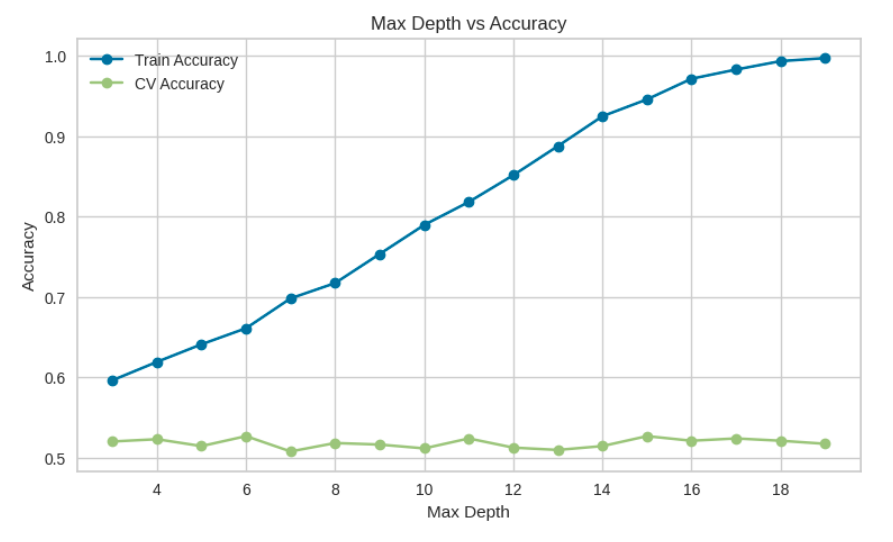 Max Depth vs Accuracy
Train Accuracy
CV Accuracy
1.0
0.9
0.8
0.7
0.6
0.5
Accuracy
4 6 8 10 12 14 16 18
Max Depth